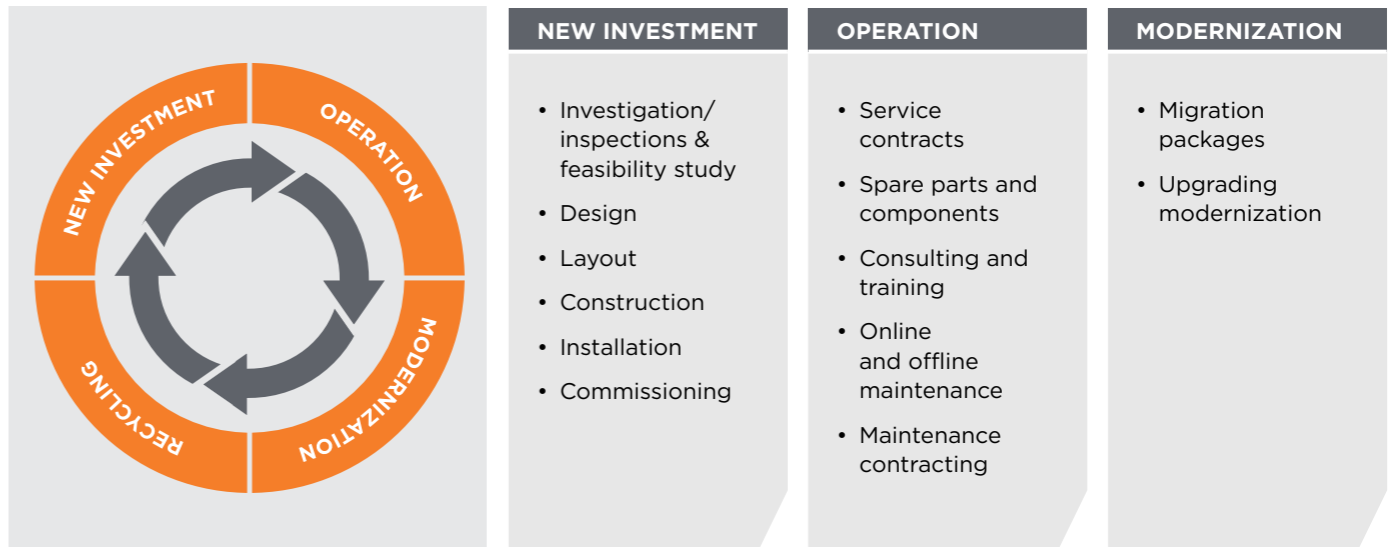 NEW INVESTMENT
OPERATION
MODERNIZATION
RECYCLING
NEW INVESTMENT
• Investigation/
inspections &
feasibility study
• Design
• Layout
• Construction
• Installation
• Commissioning
OPERATION
• Service
contracts
• Spare parts and
components
• Consulting and
training
• Online
and offline
maintenance
• Maintenance
contracting
MODERNIZATION
• Migration
packages
• Upgrading
modernization